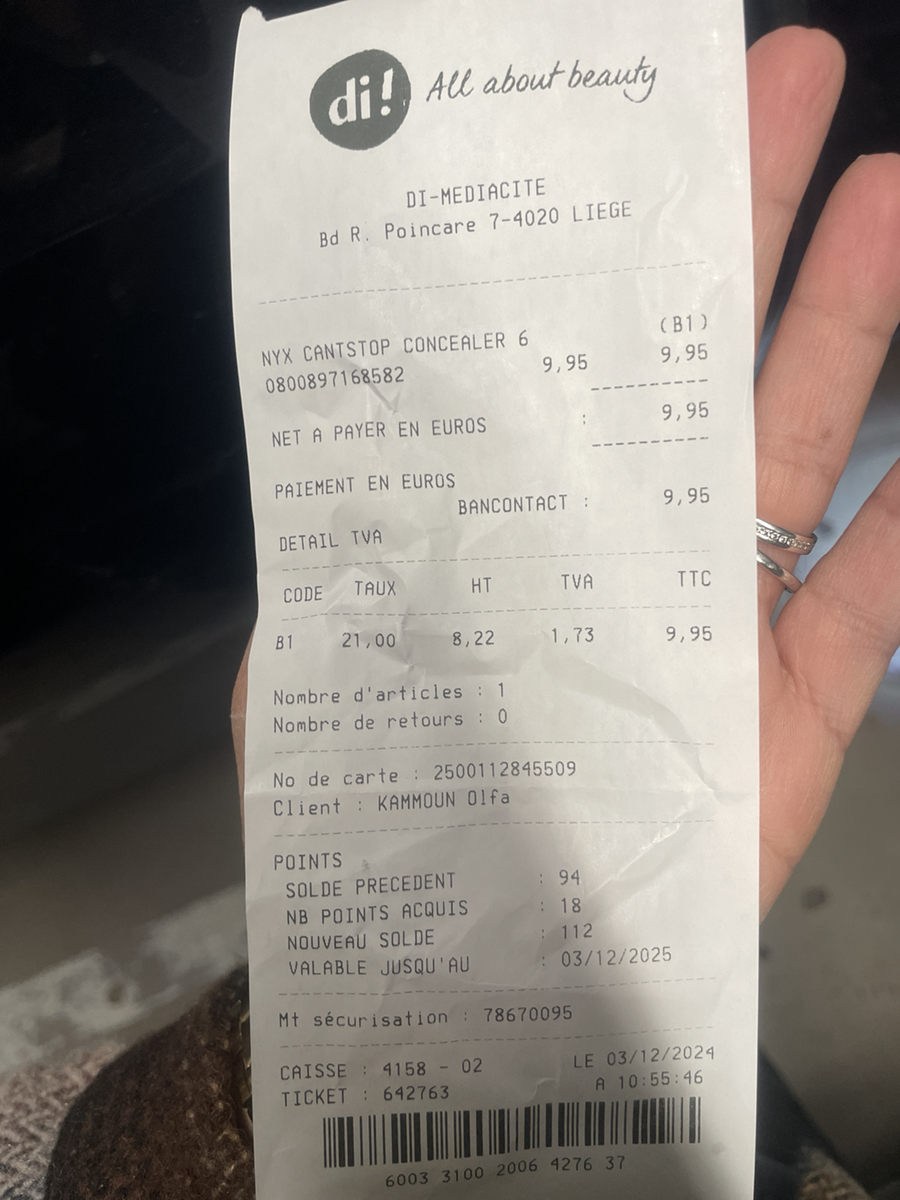 di! All about beauty
DI-MEDIACITE
Bd R. Poincare 7-4020 LIEGE
(B1)
NYX CANTSTOP CONCEALER 6
0800897168582 9,95 9,95
NET A PAYER EN EUROS : 9,95
PAIEMENT EN EUROS
BANCONTACT : 9,95
DETAIL TVA
CODE TAUX HT TVA TTC
B1 21,00 8,22 1,73 9,95
Nombre d'articles : 1
Nombre de retours : 0
No de carte : 2500112845509
Client : KAMMOUN Olfa
POINTS
SOLDE PRECEDENT : 94
NB POINTS ACQUIS : 18
NOUVEAU SOLDE : 112
VALABLE JUSQU'AU : 03/12/2025
Mt sécurisation : 78670095
CAISSE : 4158 - 02 LE 03/12/2024
TICKET : 642763 A 10:55:46
6003 3100 2006 4276 37